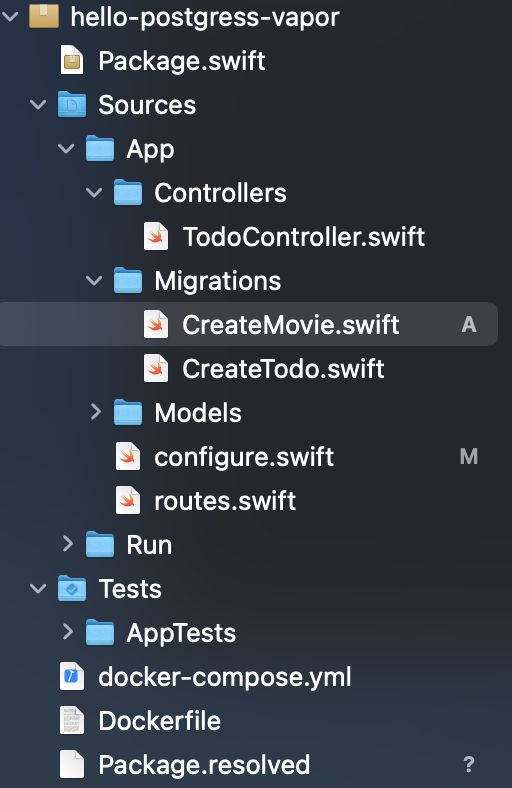 hello-postgress-vapor
Package.swift
Sources
App
Controllers
TodoController.swift
Migrations
CreateMovie.swift A
CreateTodo.swift
Models
configure.swift M
routes.swift
Run
Tests
AppTests
docker-compose.yml
Dockerfile
Package.resolved ?